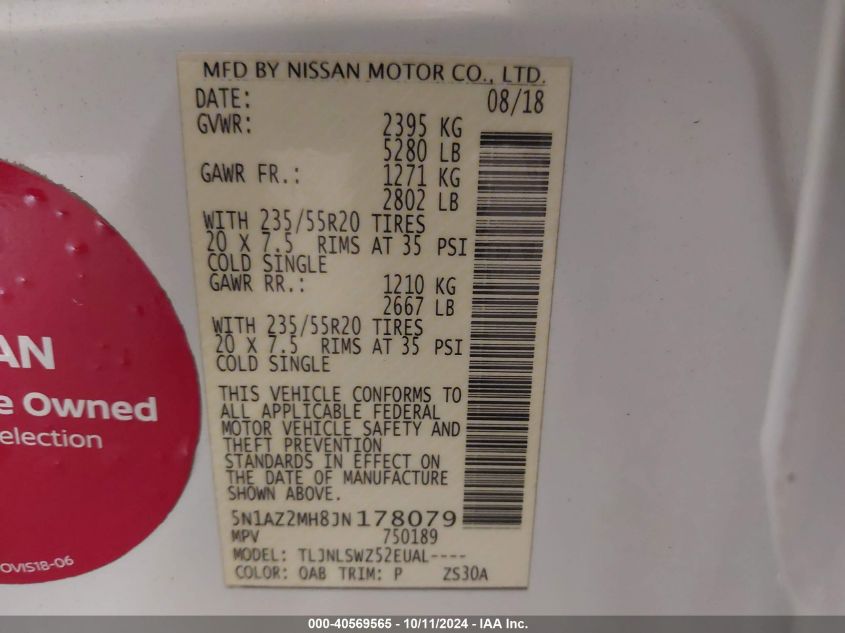 MFD BY NISSAN MOTOR CO., LTD.
DATE: 08/18
GVWR: 2395 KG
5280 LB
GAWR FR.: 1271 KG
2802 LB
WITH 235/55R20 TIRES
20 X 7.5 RIMS AT 35 PSI
COLD SINGLE
GAWR RR.: 1210 KG
2667 LB
WITH 235/55R20 TIRES
20 X 7.5 RIMS AT 35 PSI
COLD SINGLE
THIS VEHICLE CONFORMS TO
ALL APPLICABLE FEDERAL
MOTOR VEHICLE SAFETY AND
THEFT PREVENTION
STANDARDS IN EFFECT ON
THE DATE OF MANUFACTURE
SHOWN ABOVE.
5N1AZ2MH8JN178079
MPV 750189
MODEL: TLJNLSWZ52EUAL----
COLOR: QAB TRIM: P ZS30A
AN
e Owned
election
OVIS18-06
000-40569565 - 10/11/2024 - IAA Inc.